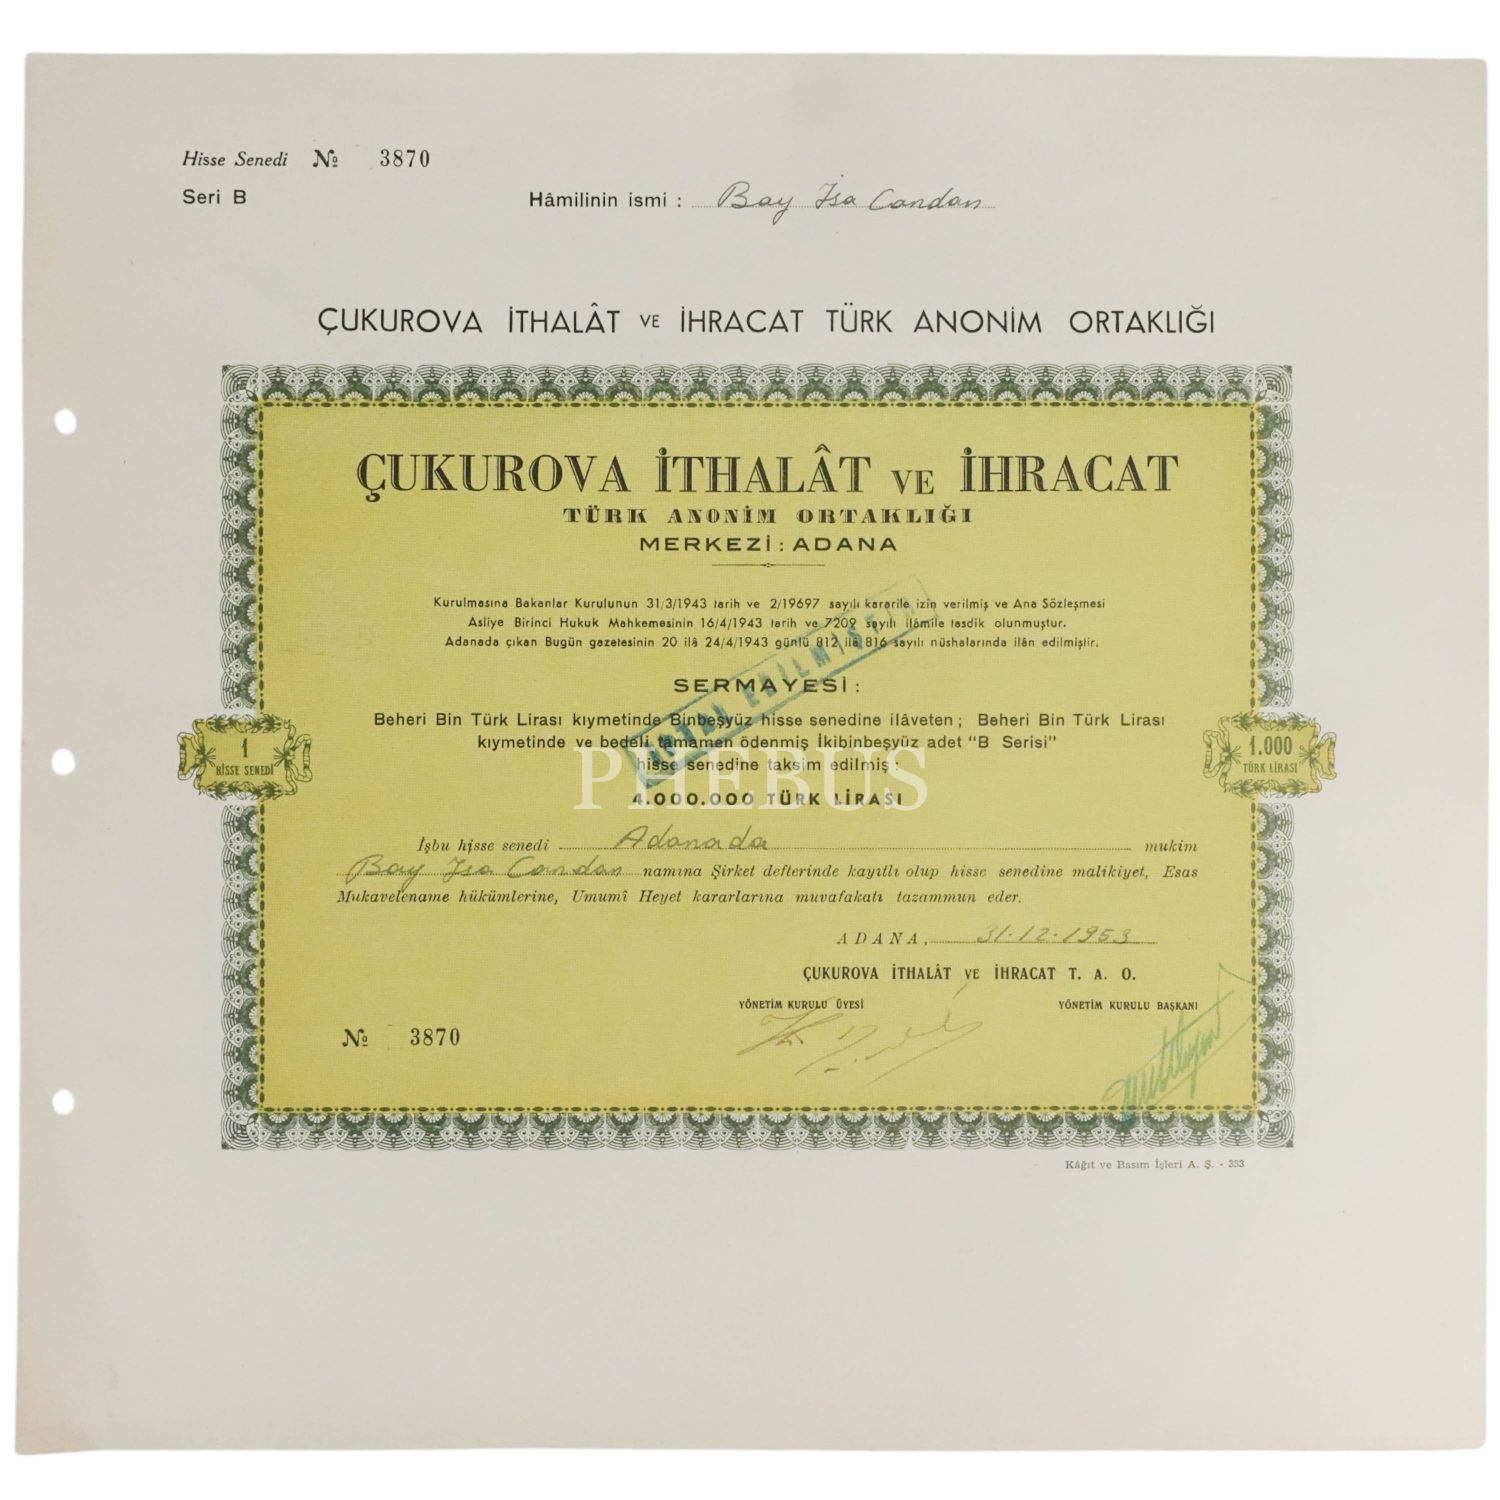 Hisse Senedi № 3870
Seri B
Hâmilinin ismi : Bay İsa Candan
ÇUKUROVA İTHALÂT VE İHRACAT TÜRK ANONİM ORTAKLIĞI
ÇUKUROVA İTHALÂT VE İHRACAT
TÜRK ANONİM ORTAKLIĞI
MERKEZİ : ADANA
Kurulmasına Bakanlar Kurulunun 31/3/1943 tarih ve 2/19697 sayılı kararile izin verilmiş ve Ana Sözleşmesi
Asliye Birinci Hukuk Mahkemesinin 16/4/1943 tarih ve 7209 sayılı ilâmile tasdik olunmuştur.
Adanada çıkan Bugün gazetesinin 20 ilâ 24/4/1943 günlü 812 ilâ 816 sayılı nüshalarında ilân edilmiştir.
İPTAL EDİLMİŞTİR
SERMAYESİ :
Beheri Bin Türk Lirası kıymetinde Binbeşyüz hisse senedine ilâveten ; Beheri Bin Türk Lirası
kıymetinde ve bedeli tamamen ödenmiş İkibinbeşyüz adet "B Serisi"
hisse senedine taksim edilmiş :
4.000.000 TÜRK LİRASI
PHEBUS
1
HİSSE SENEDİ
1.000
TÜRK LİRASI
İşbu hisse senedi Adanada mukim
Bay Isa Candan namına Şirket defterinde kayıtlı olup hisse senedine malikiyet, Esas
Mukavelename hükümlerine, Umumî Heyet kararlarına muvafakatı tazammun eder.
ADANA, 31-12-1953
ÇUKUROVA İTHALÂT VE İHRACAT T. A. O.
YÖNETİM KURULU ÜYESİ
YÖNETİM KURULU BAŞKANI
№ 3870
Kâğıt ve Basım İşleri A. Ş. - 333